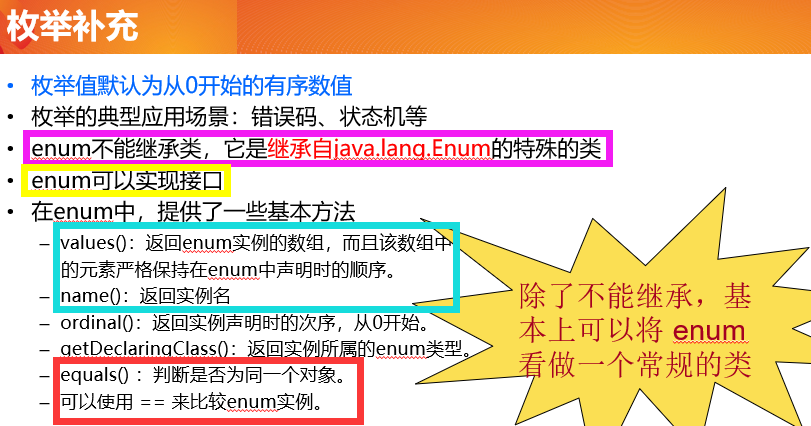 枚举补充
• 枚举值默认为从0开始的有序数值
• 枚举的典型应用场景：错误码、状态机等
• enum不能继承类，它是继承自java.lang.Enum的特殊的类
• enum可以实现接口
• 在enum中，提供了一些基本方法
– values()：返回enum实例的数组，而且该数组中
的元素严格保持在enum中声明时的顺序。
– name()：返回实例名
– ordinal()：返回实例声明时的次序，从0开始。
– getDeclaringClass()：返回实例所属的enum类型。
– equals() ：判断是否为同一个对象。
– 可以使用 == 来比较enum实例。
除了不能继承，基
本上可以将 enum
看做一个常规的类